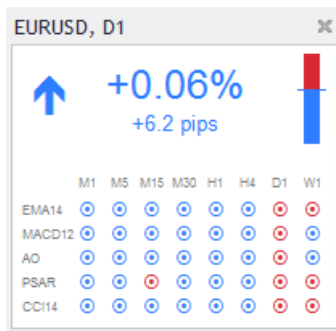 EURUSD, D1
+0.06%
+6.2 pips
M1 M5 M15 M30 H1 H4 D1 W1
EMA14
MACD12
AO
PSAR
CCI14